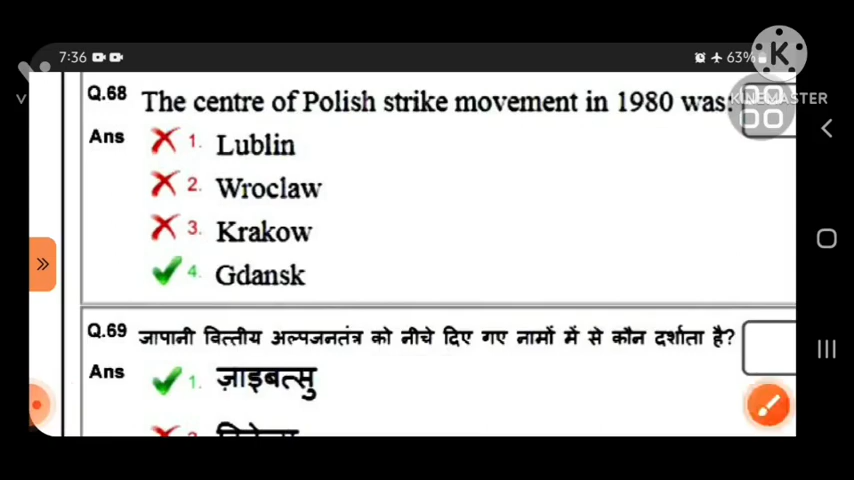 7:36
63%
K
KINEMASTER
Q.68 The centre of Polish strike movement in 1980 was:
Ans 1. Lublin
2. Wroclaw
3. Krakow
4. Gdansk
Q.69 जापानी वित्तीय अल्पजनतंत्र को नीचे दिए गए नामों में से कौन दर्शाता है?
Ans 1. ज़ाइबत्सु